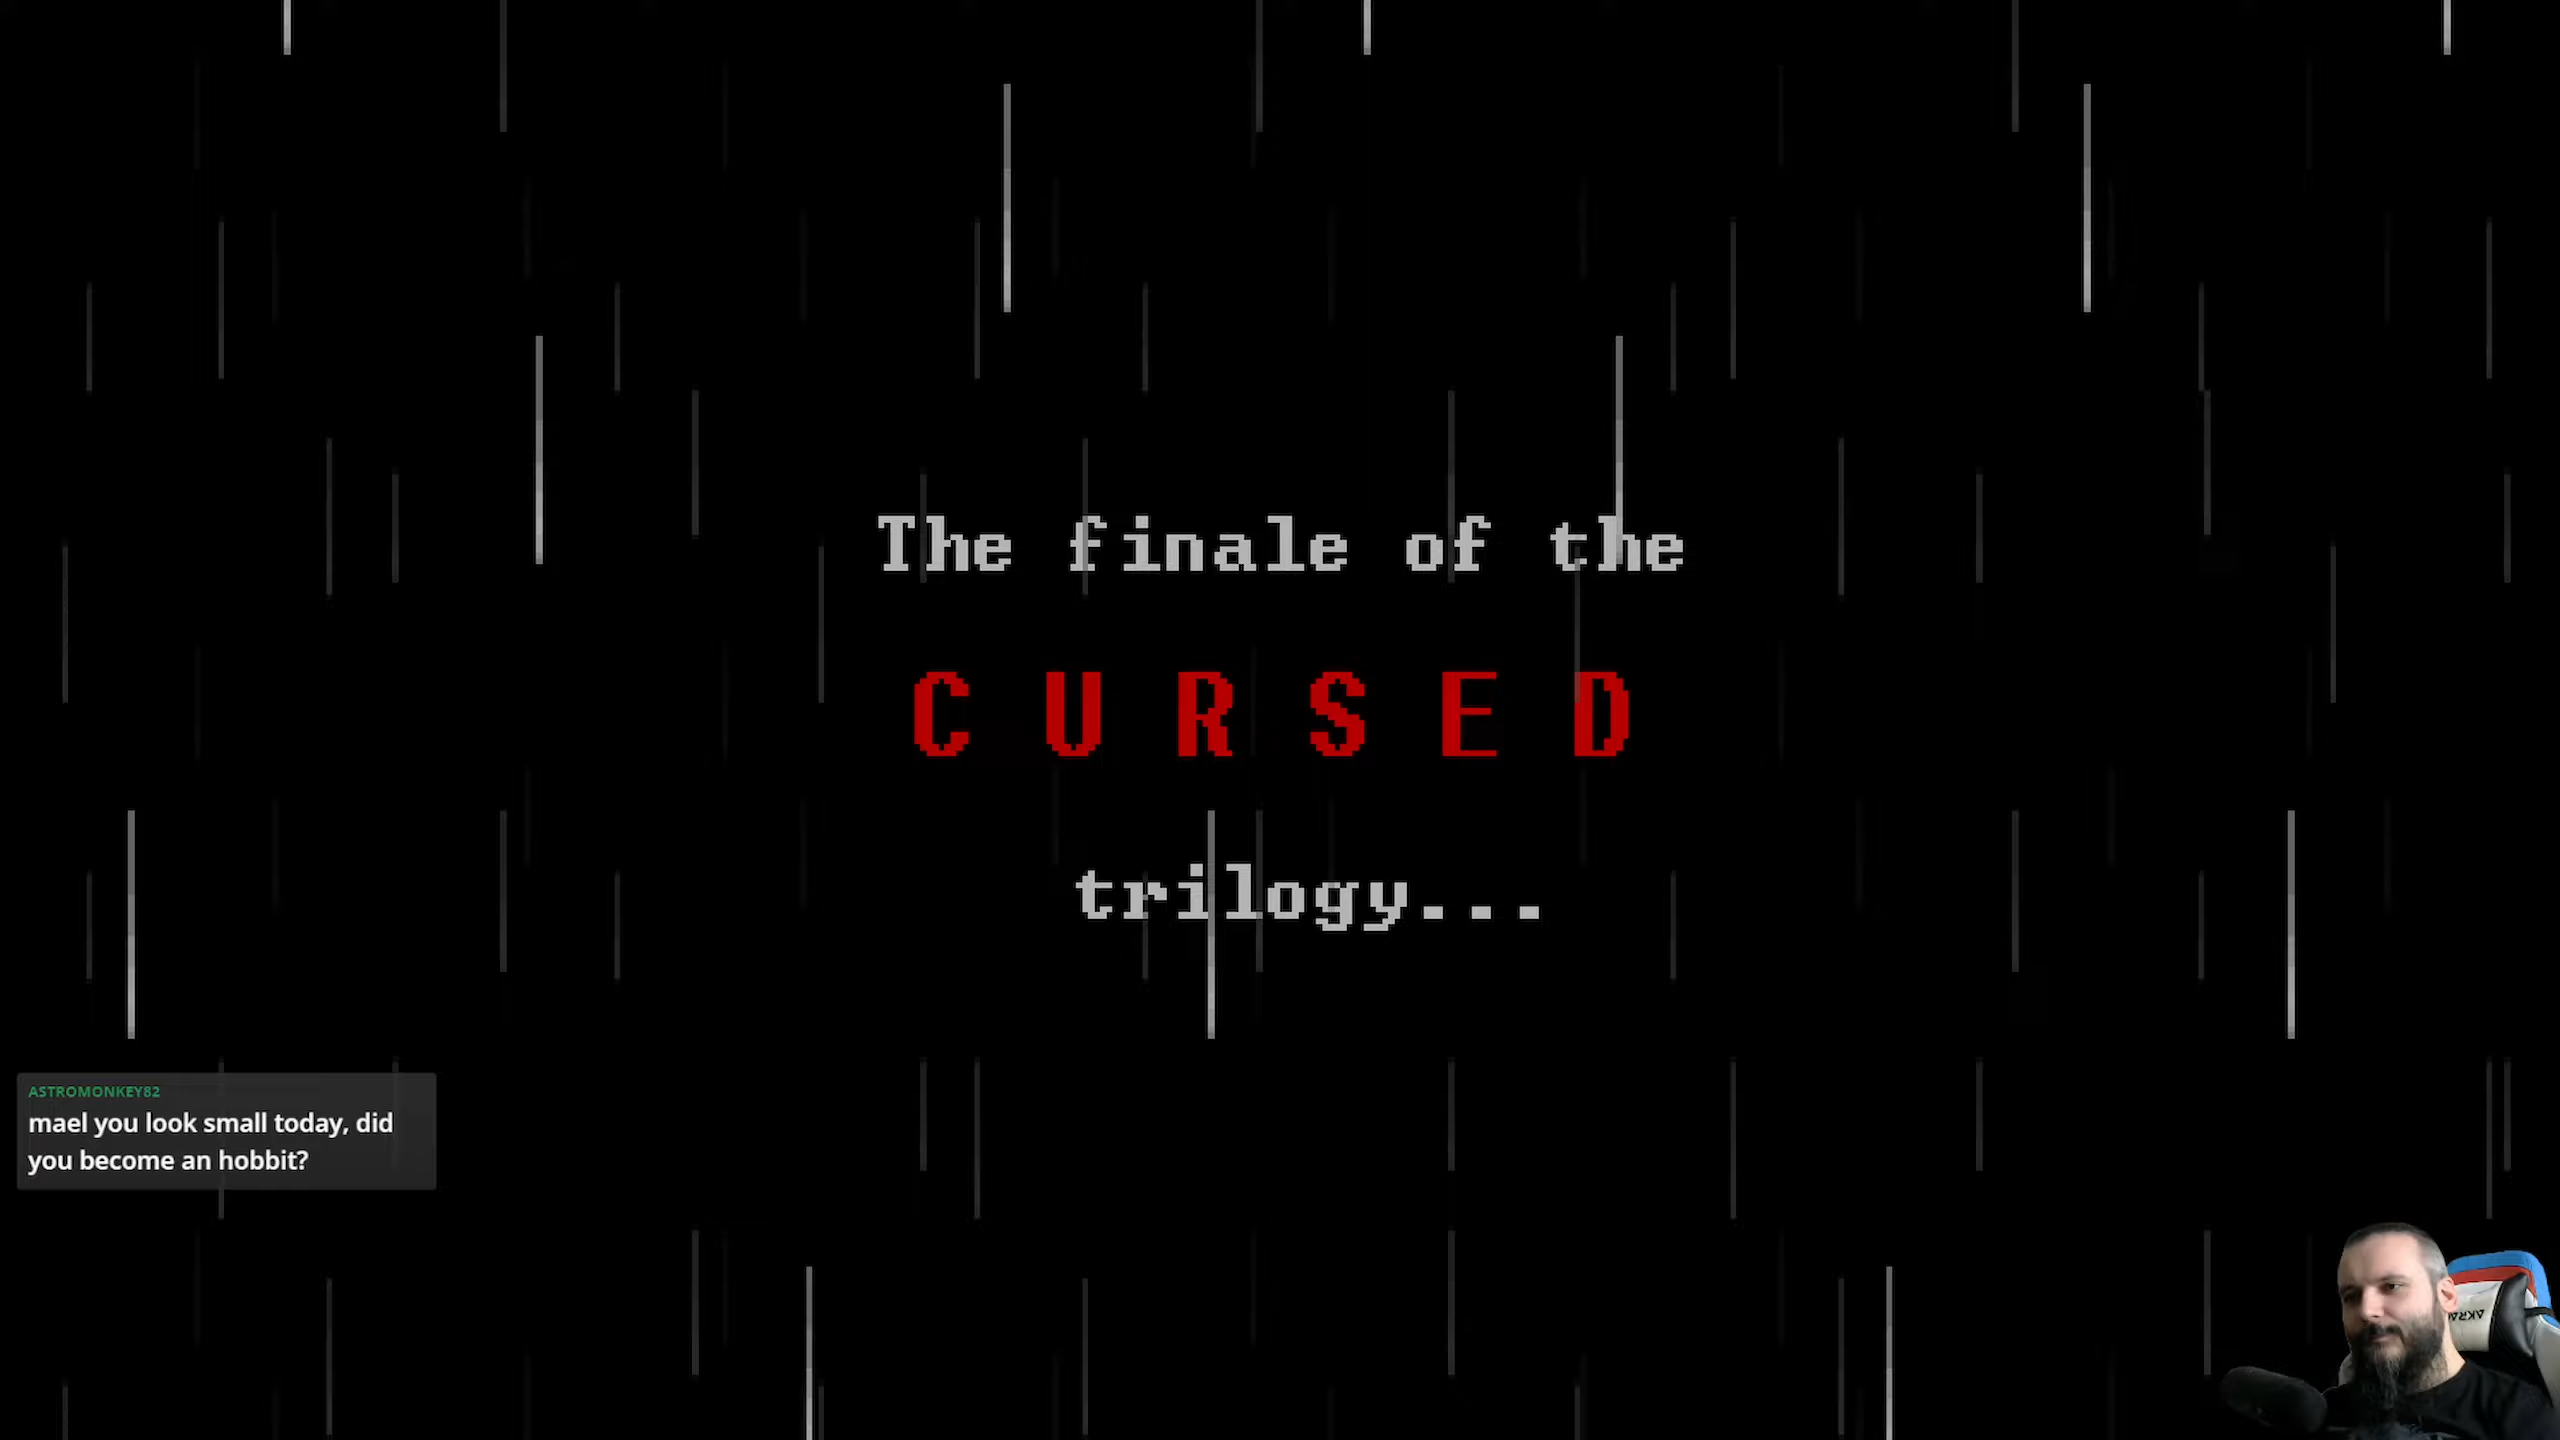 The finale of the
CURSED
trilogy...
ASTROMONKEY82
mael you look small today, did
you become an hobbit?